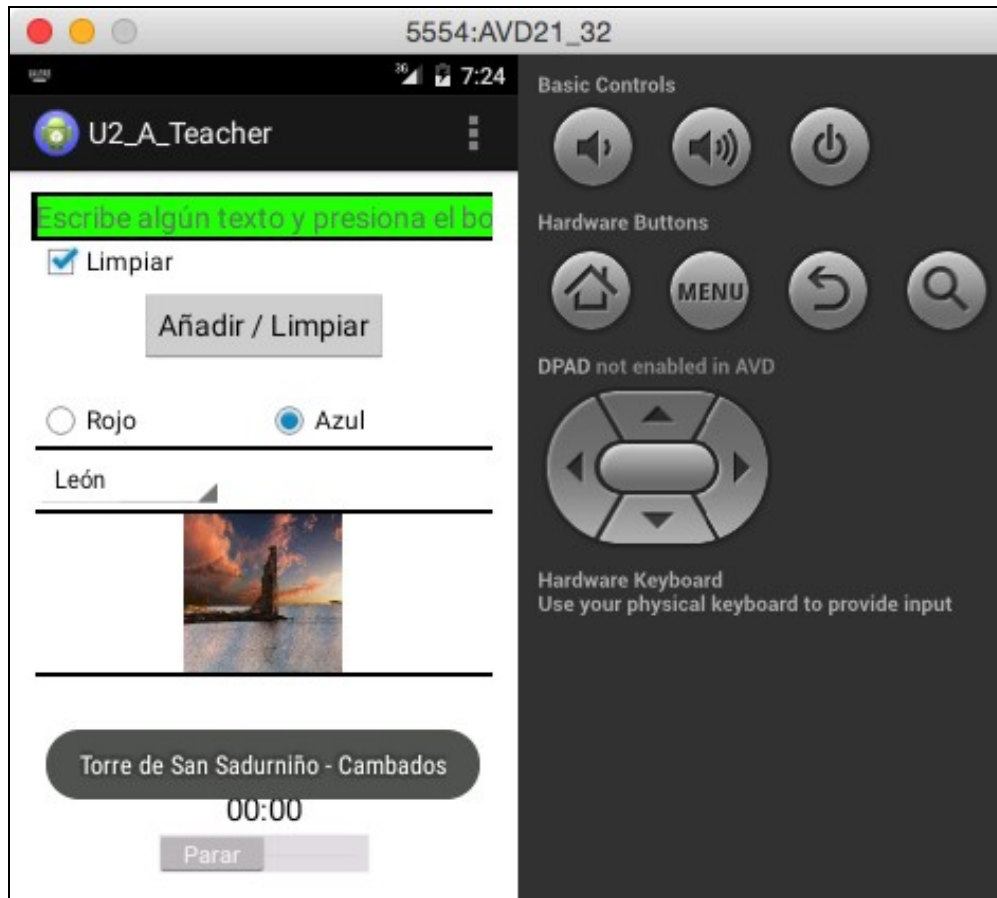 5554:AVD21_32
3G 7:24
U2_A_Teacher
Escribe algún texto y presiona el bo
Limpiar
Añadir / Limpiar
Rojo
Azul
León
Torre de San Sadurniño - Cambados
00:00
Parar
Basic Controls
Hardware Buttons
MENU
DPAD not enabled in AVD
Hardware Keyboard
Use your physical keyboard to provide input